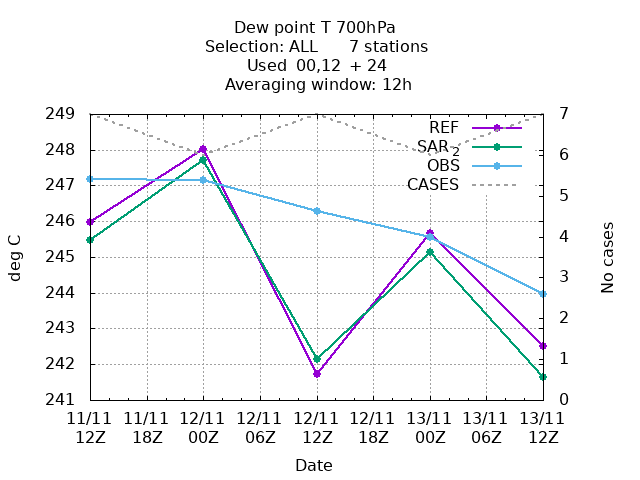 Dew point T 700hPa
Selection: ALL 7 stations
Used 00,12 + 24
Averaging window: 12h
249 7
248 6
247 5
246
245 4
244 3
243 2
242 1
241 0
REF
SAR 2
OBS
CASES
deg C
No cases
11/11 11/11 12/11 12/11 12/11 12/11 13/11 13/11 13/11
12Z 18Z 00Z 06Z 12Z 18Z 00Z 06Z 12Z
Date